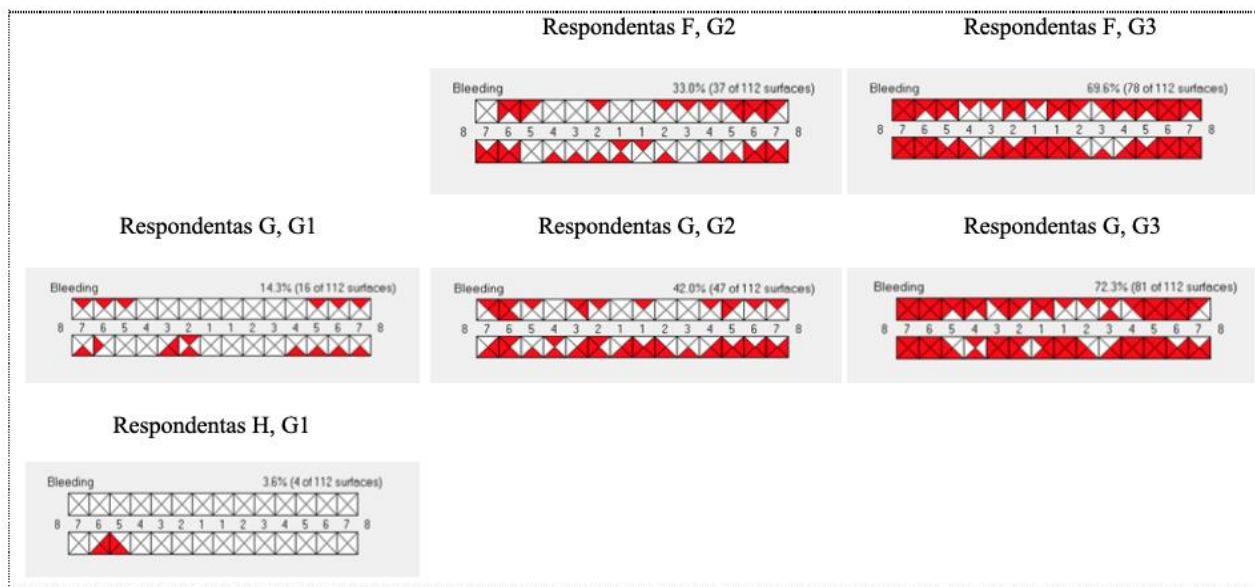 Respondentas F, G2
Respondentas F, G3
Bleeding 33.0% (37 of 112 surfaces)
8 7 6 5 4 3 2 1 1 2 3 4 5 6 7 8
Bleeding 69.6% (78 of 112 surfaces)
8 7 6 5 4 3 2 1 1 2 3 4 5 6 7 8
Respondentas G, G1
Respondentas G, G2
Respondentas G, G3
Bleeding 14.3% (16 of 112 surfaces)
8 7 6 5 4 3 2 1 1 2 3 4 5 6 7 8
Bleeding 42.0% (47 of 112 surfaces)
8 7 6 5 4 3 2 1 1 2 3 4 5 6 7 8
Bleeding 72.3% (81 of 112 surfaces)
8 7 6 5 4 3 2 1 1 2 3 4 5 6 7 8
Respondentas H, G1
Bleeding 3.6% (4 of 112 surfaces)
8 7 6 5 4 3 2 1 1 2 3 4 5 6 7 8